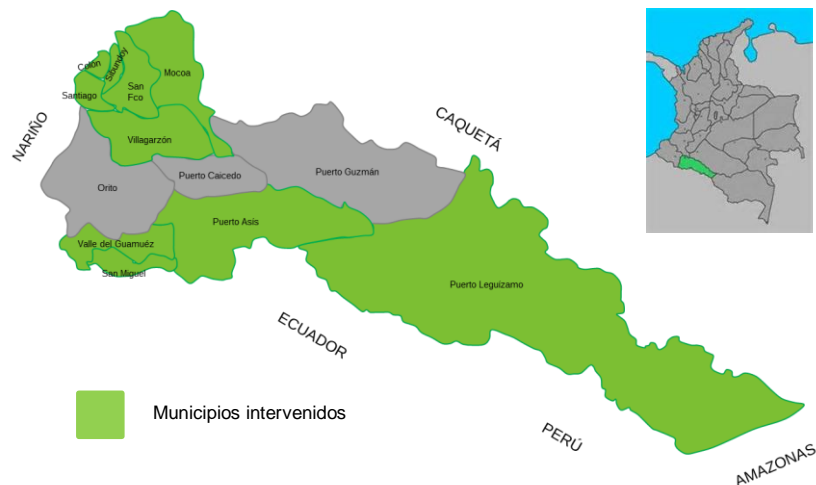 Colón
Sibundoy
San
Fco
Mocoa
Santiago
NARIÑO
CAQUETÁ
Villagarzón
Puerto Caicedo
Puerto Guzmán
Orito
Puerto Asís
Valle del Guamuéz
San Miguel
Puerto Leguizamo
ECUADOR
Municipios intervenidos
PERÚ
AMAZONAS